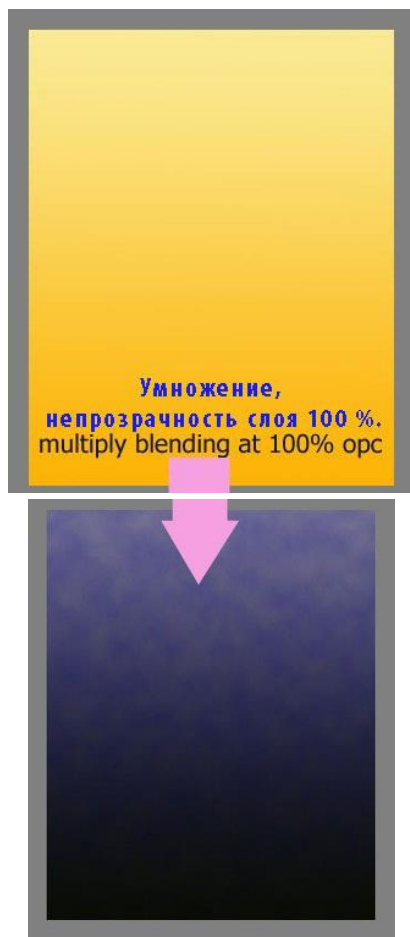 Умножение,
непрозрачность слоя 100 %.
multiply blending at 100% opc